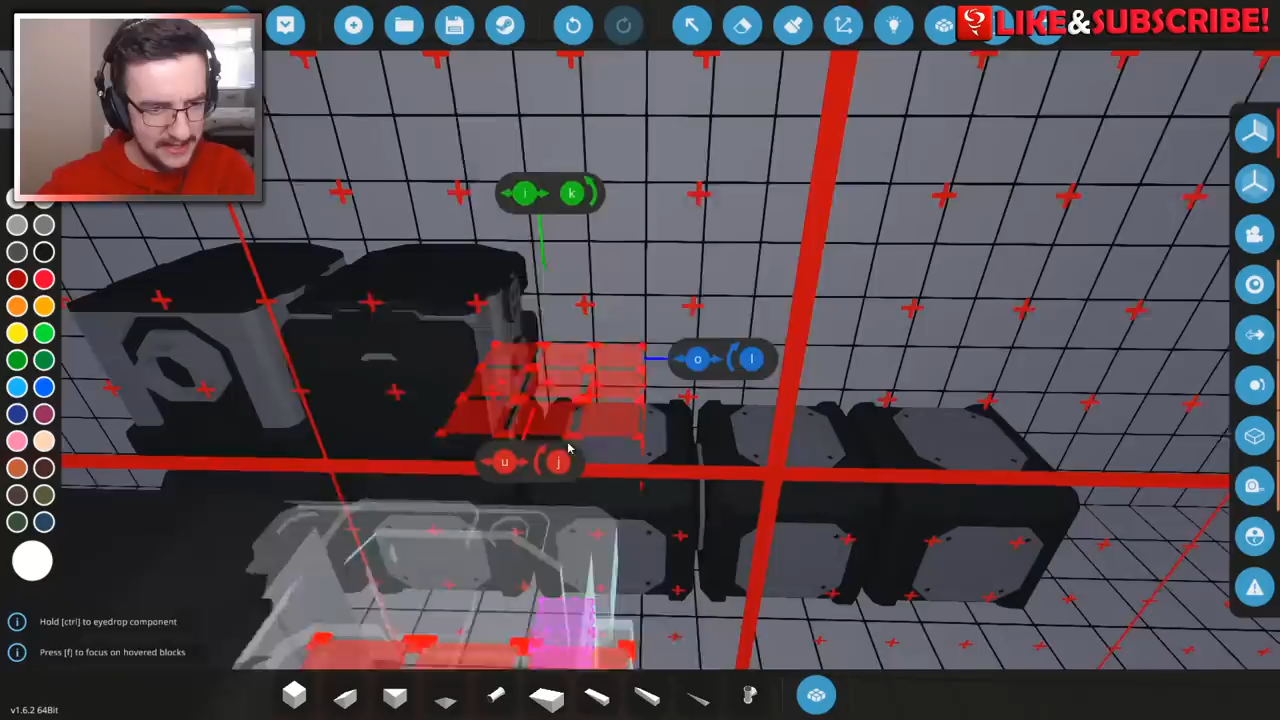 LIKE&SUBSCRIBE!
i k
o l
u j
Hold [ctrl] to eyedrop component
Press [f] to focus on hovered blocks
v1.6.2 64Bit